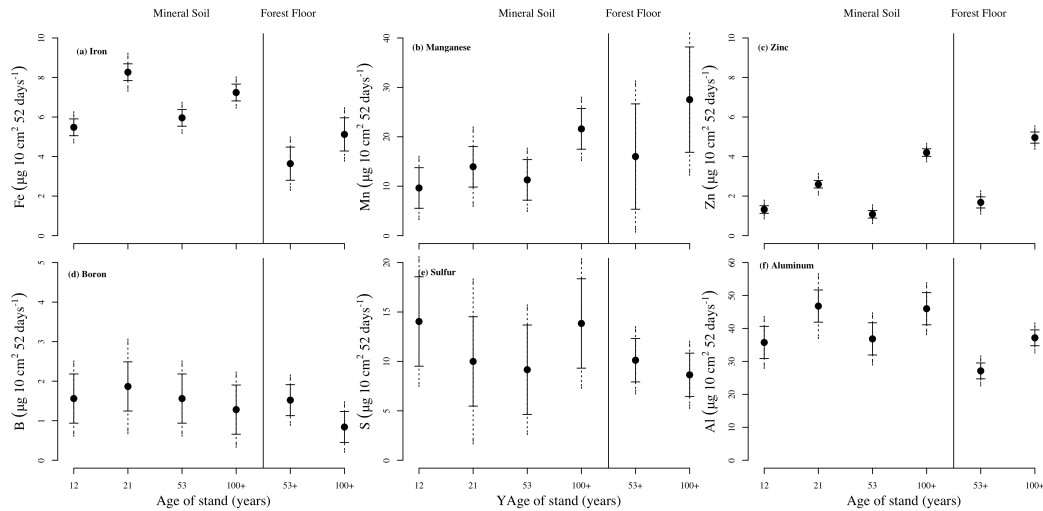 Mineral Soil Forest Floor Mineral Soil Forest Floor Mineral Soil Forest Floor
(a) Iron
Fe (µg 10 cm² 52 days⁻¹)
0 2 4 6 8 10
(b) Manganese
Mn (µg 10 cm² 52 days⁻¹)
0 10 20 30 40
(c) Zinc
Zn (µg 10 cm² 52 days⁻¹)
0 2 4 6 8 10
(d) Boron
B (µg 10 cm² 52 days⁻¹)
0 1 2 3 4 5
12 21 53 100+ 53+ 100+
Age of stand (years)
(e) Sulfur
S (µg 10 cm² 52 days⁻¹)
0 5 10 15 20
12 21 53 100+ 53+ 100+
YAge of stand (years)
(f) Aluminum
Al (µg 10 cm² 52 days⁻¹)
0 10 20 30 40 50 60
12 21 53 100+ 53+ 100+
Age of stand (years)